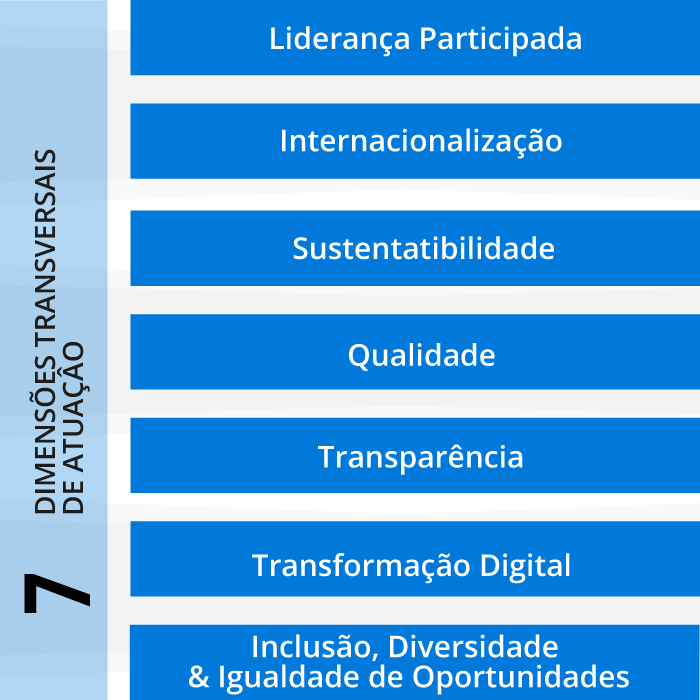 7
DIMENSÕES TRANSVERSAIS
DE ATUAÇÃO
Liderança Participada
Internacionalização
Sustentatibilidade
Qualidade
Transparência
Transformação Digital
Inclusão, Diversidade
& Igualdade de Oportunidades